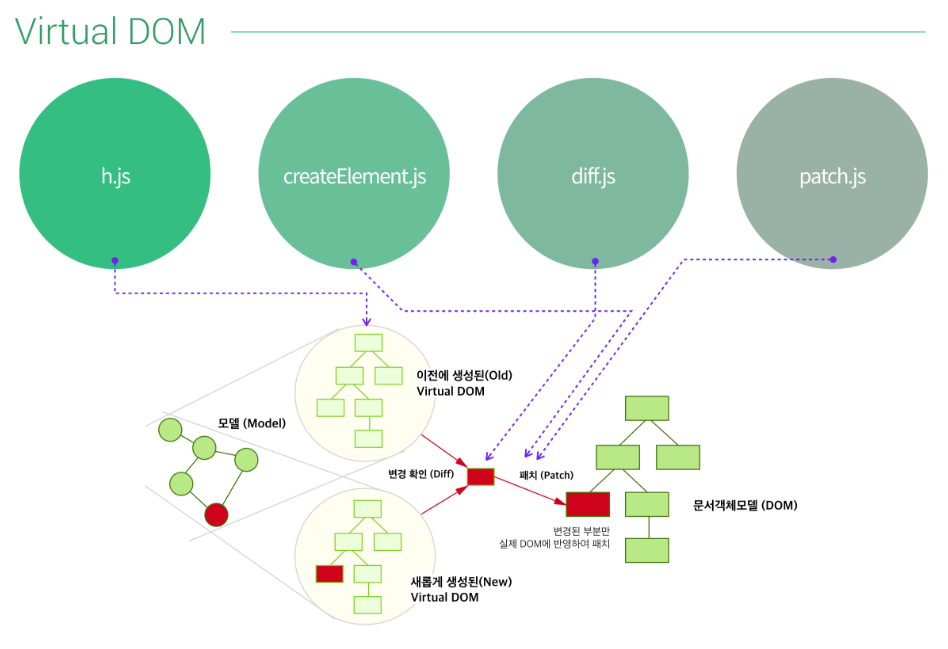 Virtual DOM
h.js
createElement.js
diff.js
patch.js
이전에 생성된(Old)
Virtual DOM
모델 (Model)
변경 확인 (Diff)
패치 (Patch)
문서객체모델 (DOM)
변경된 부분만
실제 DOM에 반영하여 패치
새롭게 생성된(New)
Virtual DOM